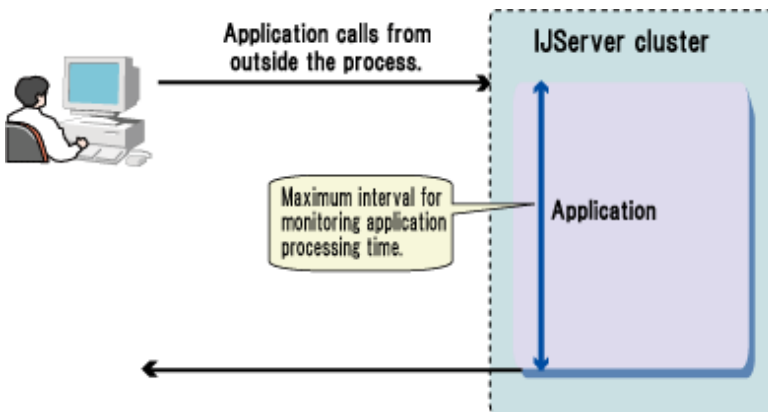 Application calls from
outside the process.
IJServer cluster
Maximum interval for
monitoring application
processing time.
Application